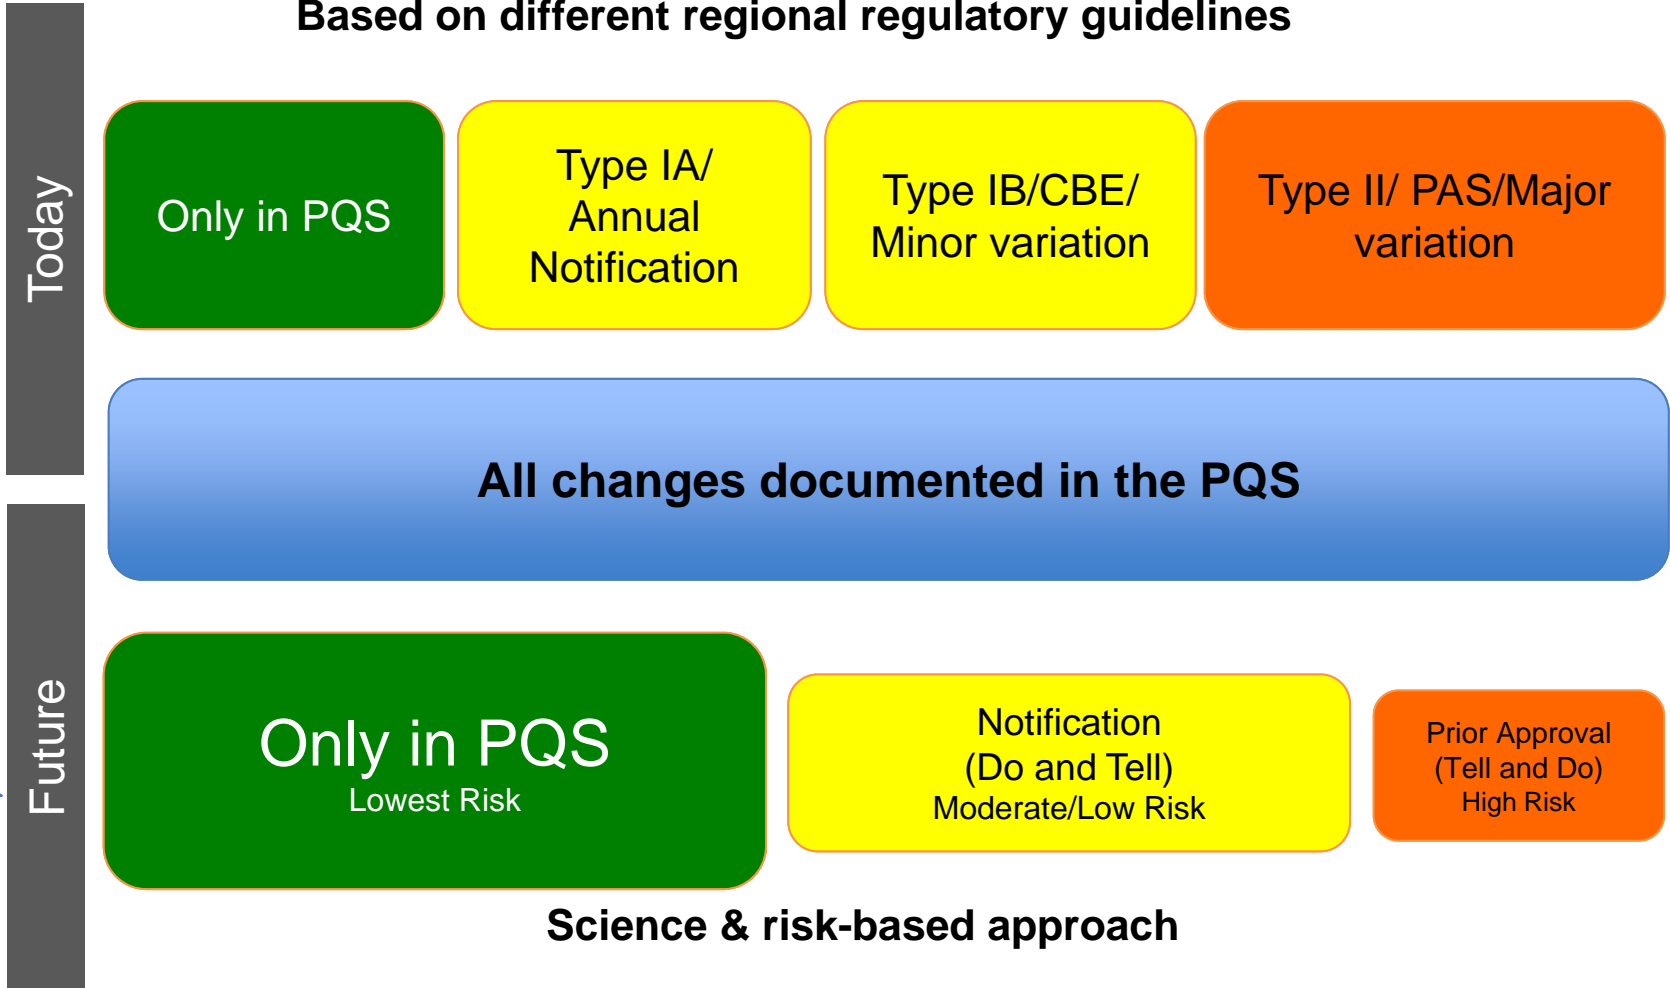 Based on different regional regulatory guidelines
Today
Only in PQS
Type IA/
Annual
Notification
Type IB/CBE/
Minor variation
Type II/ PAS/Major
variation
All changes documented in the PQS
Future
Only in PQS
Lowest Risk
Notification
(Do and Tell)
Moderate/Low Risk
Prior Approval
(Tell and Do)
High Risk
Science & risk-based approach